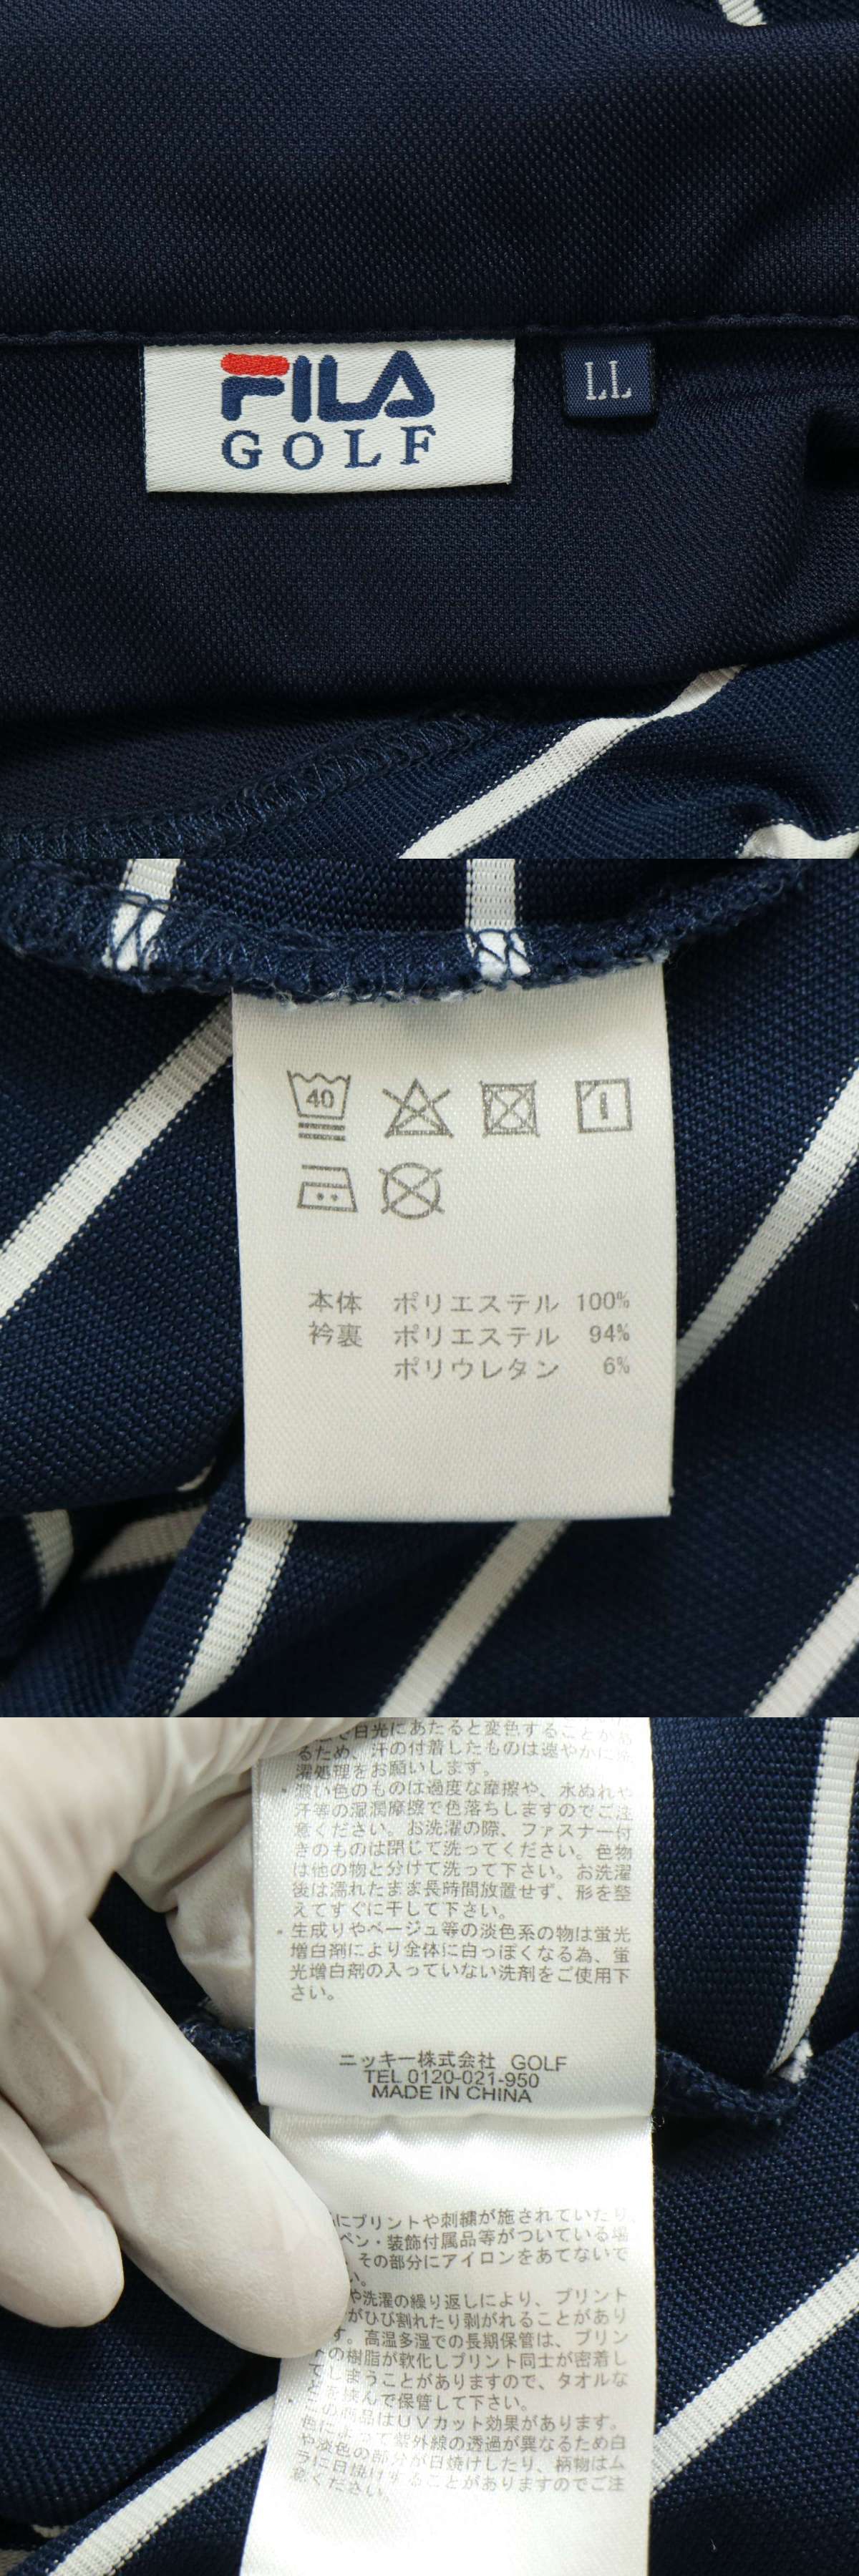 FILA
GOLF
LL
40
本体 ポリエステル 100%
衿裏 ポリエステル 94%
ポリウレタン 6%
で日光にあたると変色することがあ
るため、汗の付着したものは速やかに洗
濯処理をお願いします。
・濃い色のものは過度な摩擦や、水ぬれや
汗等の湿潤摩擦で色落ちしますのでご注
意ください。お洗濯の際、ファスナー付
きのものは閉じて洗ってください。色物
は他の物と分けて洗って下さい。お洗濯
後は濡れたまま長時間放置せず、形を整
えてすぐに干して下さい。
・生成りやベージュ等の淡色系の物は蛍光
増白剤により全体に白っぽくなる為、蛍
光増白剤の入っていない洗剤をご使用下
さい。
ニッキー株式会社 GOLF
TEL 0120-021-950
MADE IN CHINA
にプリントや刺繍が施されていたり、
ペン・装飾付属品等がついている場
、その部分にアイロンをあてないで
い。
や洗濯の繰り返しにより、プリント
がひび割れたり剥がれることがあり
す。高温多湿での長期保管は、プリン
トの樹脂が軟化しプリント同士が密着し
てしまうことがありますので、タオルな
どを挟んで保管して下さい。
・この商品はUVカット効果があります。
色によって紫外線の透過が異なるため白
や淡色の部分が日焼けしたり、柄物はム
ラに日焼けすることがありますのでご注
意ください。